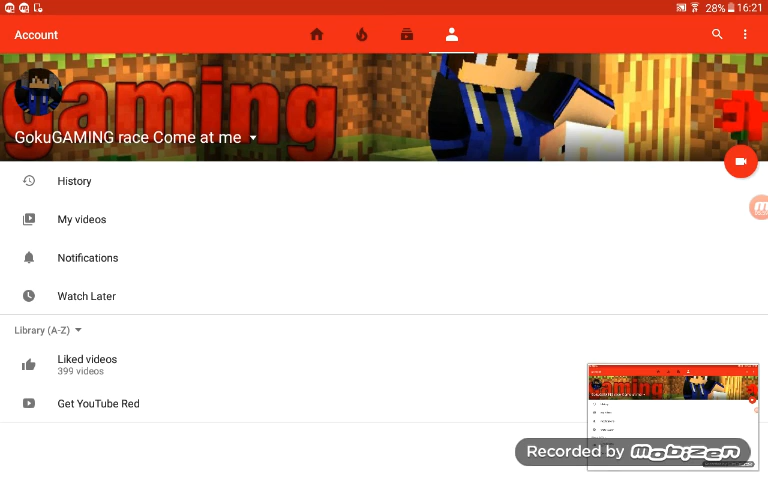 28% 16:21
Account
gaming
GokuGAMING race Come at me
History
My videos
Notifications
Watch Later
Library (A-Z)
Liked videos
399 videos
Get YouTube Red
Recorded by mobizen